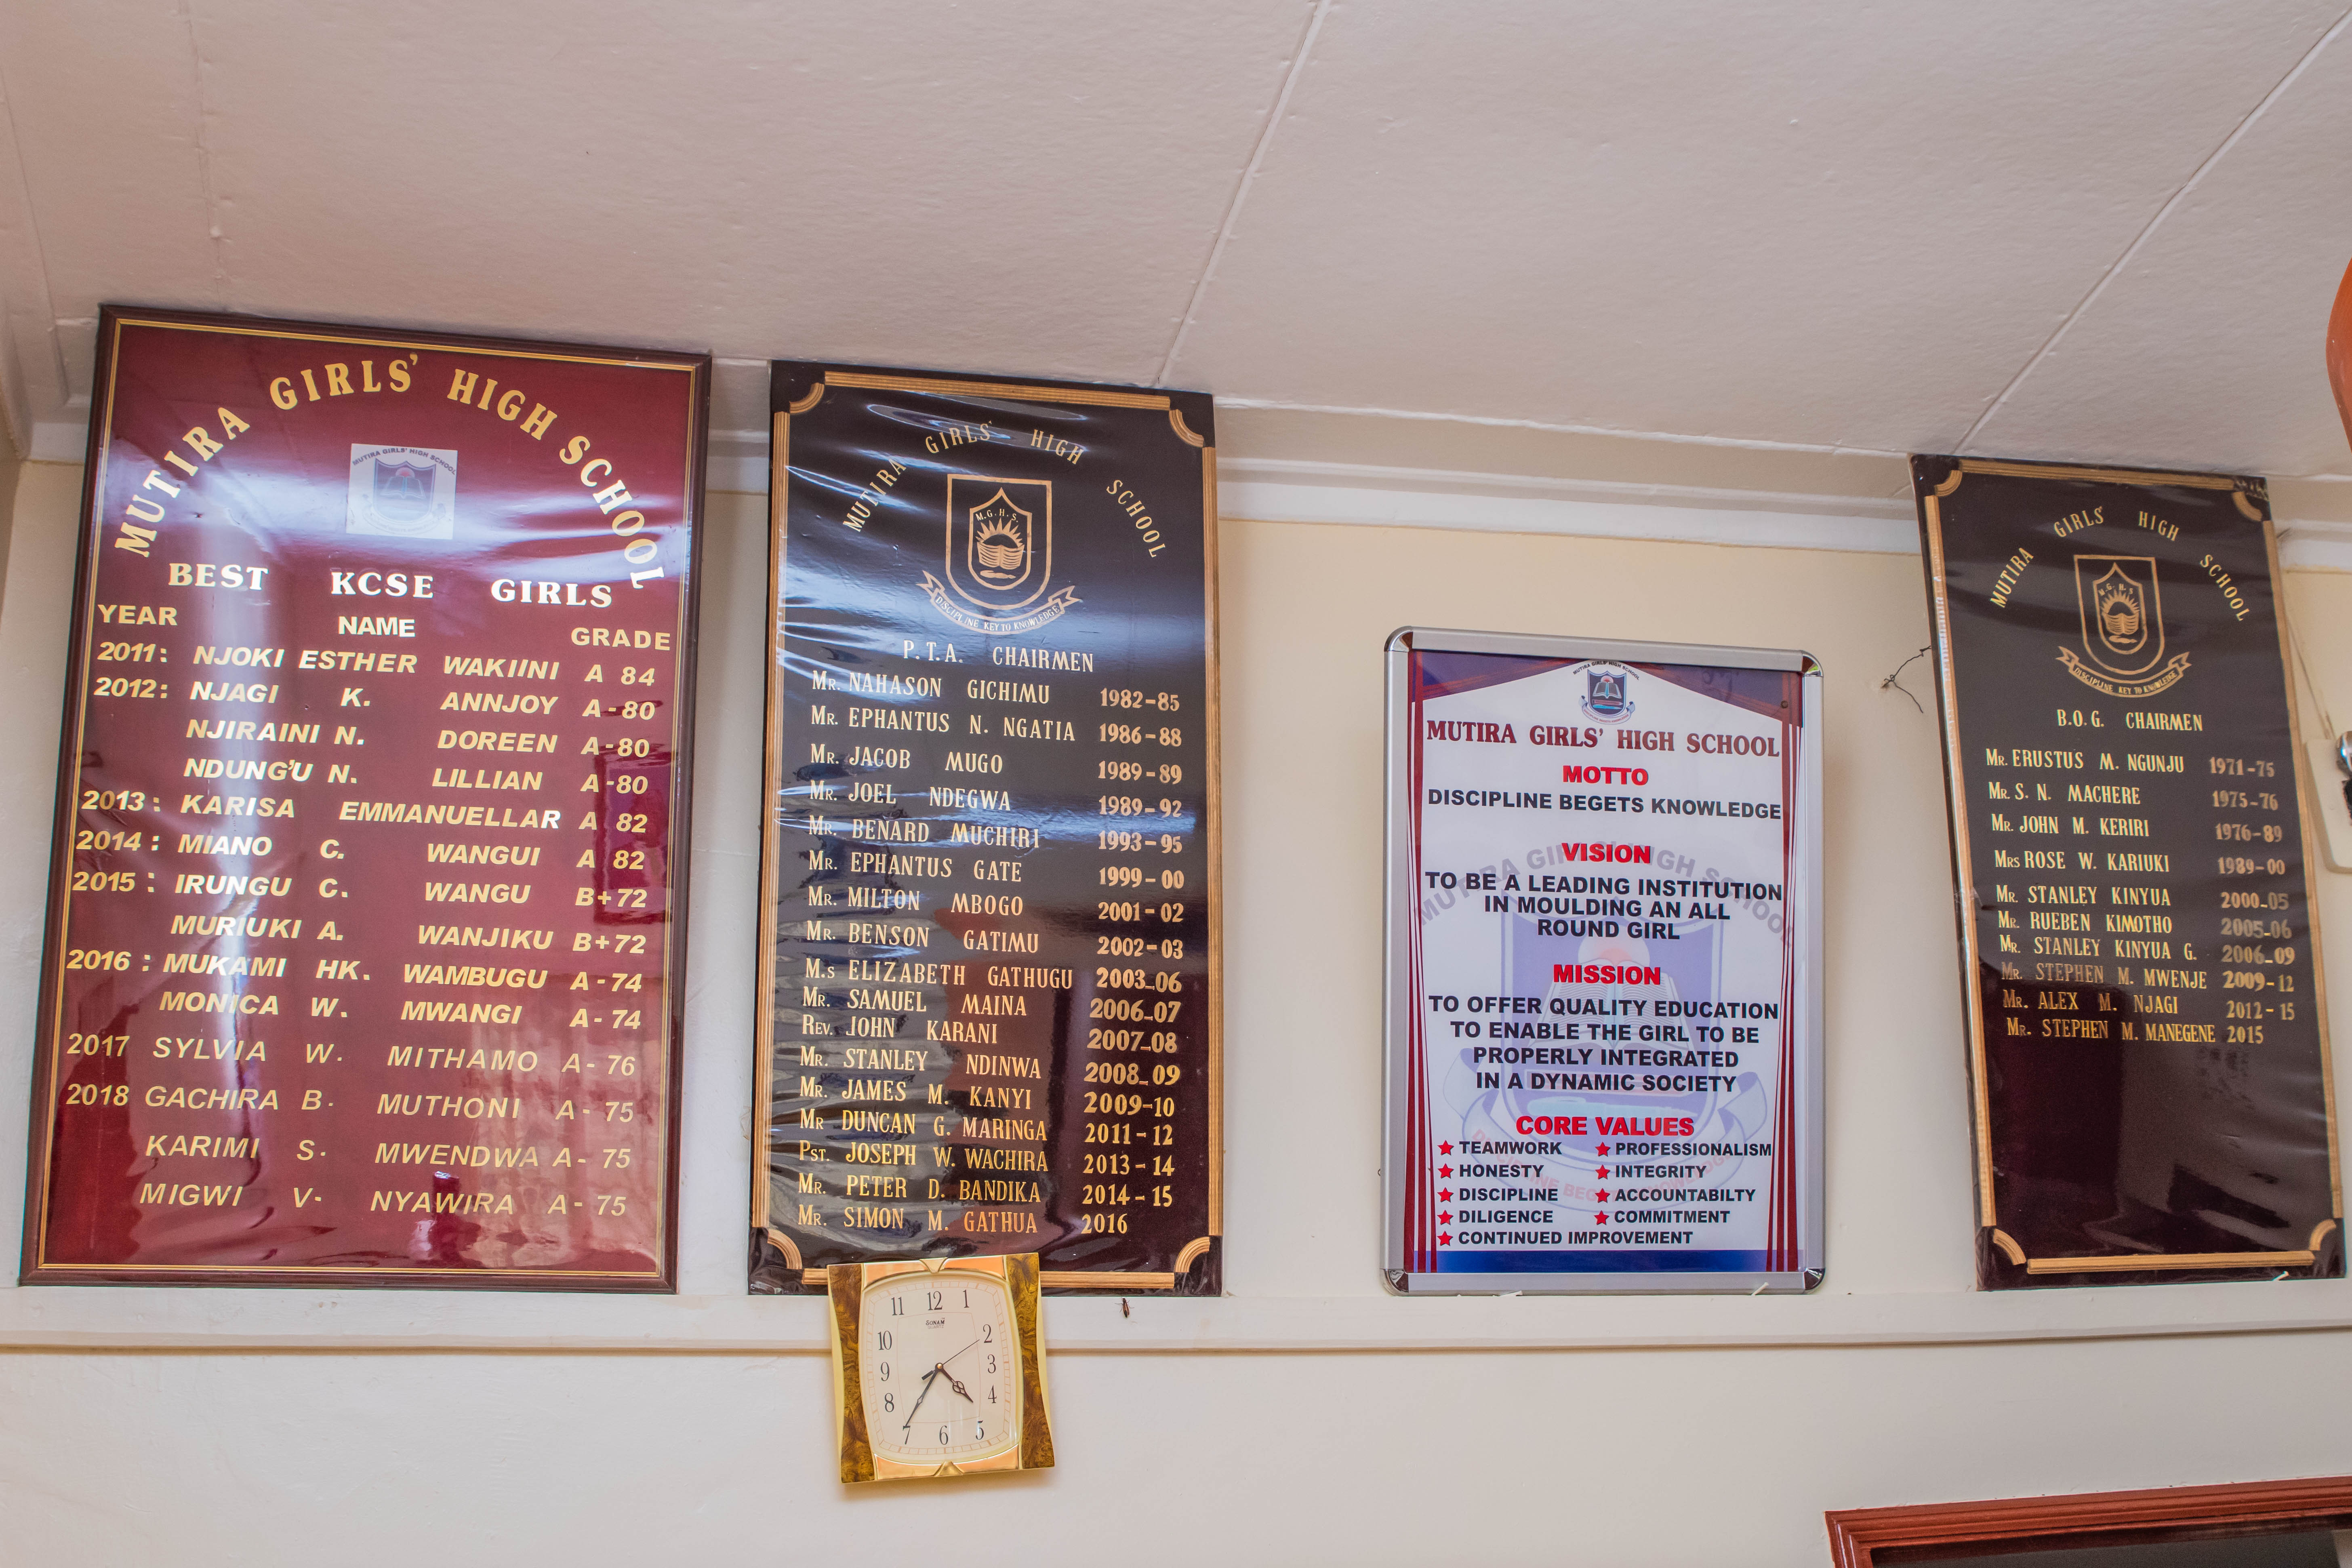 MUTIRA GIRLS' HIGH SCHOOL
MUTIRA GIRLS' HIGH SCHOOL
BEST KCSE GIRLS
YEAR NAME GRADE
2011: NJOKI ESTHER WAKIINI A 84
2012: NJAGI K. ANNJOY A-80
NJIRAINI N. DOREEN A-80
NDUNG'U N. LILLIAN A-80
2013: KARISA EMMANUELLAR A 82
2014: MIANO C. WANGUI A 82
2015: IRUNGU C. WANGU B+72
MURIUKI A. WANJIKU B+72
2016: MUKAMI HK. WAMBUGU A-74
MONICA W. MWANGI A-74
2017 SYLVIA W. MITHAMO A-76
2018 GACHIRA B. MUTHONI A-75
KARIMI S. MWENDWA A-75
MIGWI V. NYAWIRA A-75
MUTIRA GIRLS' HIGH SCHOOL
M.G.H.S.
DISCIPLINE KEY TO KNOWLEDGE
P.T.A. CHAIRMEN
MR. NAHASON GICHIMU 1982-85
MR. EPHANTUS N. NGATIA 1986-88
MR. JACOB MUGO 1989-89
MR. JOEL NDEGWA 1989-92
MR. BENARD MUCHIRI 1993-95
MR. EPHANTUS GATE 1999-00
MR. MILTON MBOGO 2001-02
MR. BENSON GATIMU 2002-03
M.S ELIZABETH GATHUGU 2003-06
MR. SAMUEL MAINA 2006-07
REV. JOHN KARANI 2007-08
MR. STANLEY NDINWA 2008-09
MR. JAMES M. KANYI 2009-10
MR DUNCAN G. MARINGA 2011-12
PST. JOSEPH W. WACHIRA 2013-14
MR. PETER D. BANDIKA 2014-15
MR. SIMON M. GATHUA 2016
11 12 1
SONAM
10 2
9 3
8 4
7 6 5
MUTIRA GIRLS' HIGH SCHOOL
MUTIRA GIRLS' HIGH SCHOOL
MOTTO
DISCIPLINE BEGETS KNOWLEDGE
VISION
TO BE A LEADING INSTITUTION
IN MOULDING AN ALL
ROUND GIRL
MISSION
TO OFFER QUALITY EDUCATION
TO ENABLE THE GIRL TO BE
PROPERLY INTEGRATED
IN A DYNAMIC SOCIETY
CORE VALUES
TEAMWORK PROFESSIONALISM
HONESTY INTEGRITY
DISCIPLINE ACCOUNTABILTY
DILIGENCE COMMITMENT
CONTINUED IMPROVEMENT
MUTIRA GIRLS' HIGH SCHOOL
M.G.H.S
DISCIPLINE KEY TO KNOWLEDGE
B.O.G. CHAIRMEN
MR. ERUSTUS M. NGUNJU 1971-75
MR. S. N. MACHERE 1975-76
MR. JOHN M. KERIRI 1976-89
MRS ROSE W. KARIUKI 1989-00
MR. STANLEY KINYUA 2000-05
MR. RUEBEN KIMOTHO 2005-06
MR. STANLEY KINYUA G. 2006-09
MR. STEPHEN M. MWENJE 2009-12
MR. ALEX M. NJAGI 2012-15
MR. STEPHEN M. MANEGENE 2015